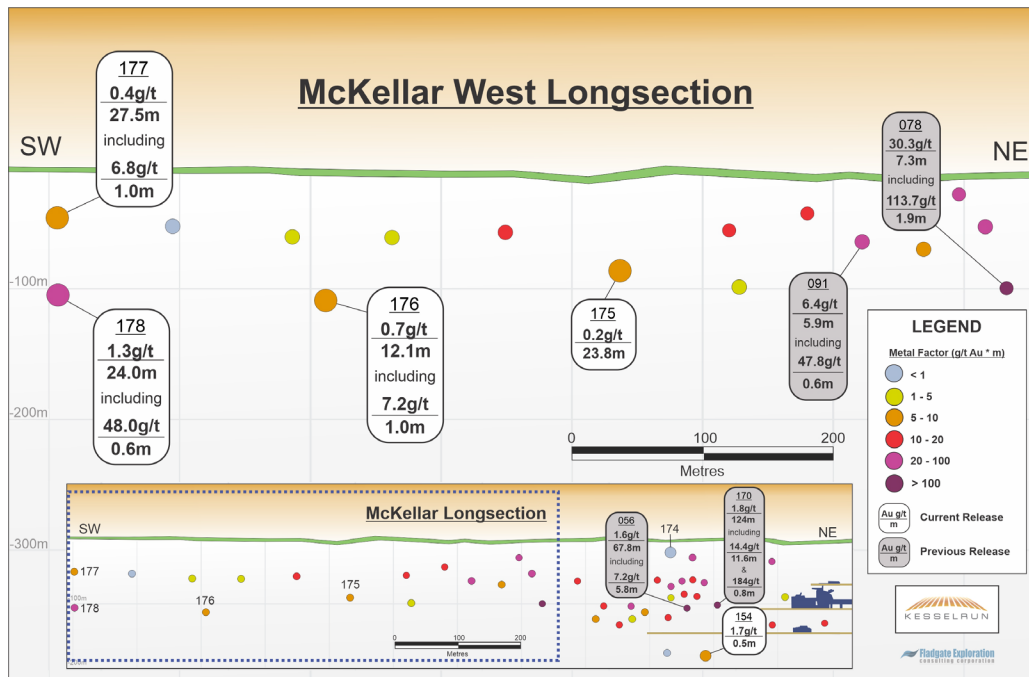 McKellar West Longsection
SW
NE
177
0.4g/t
27.5m
including
6.8g/t
1.0m
078
30.3g/t
7.3m
including
113.7g/t
1.9m
-100m
178
1.3g/t
24.0m
including
48.0g/t
0.6m
176
0.7g/t
12.1m
including
7.2g/t
1.0m
175
0.2g/t
23.8m
091
6.4g/t
5.9m
including
47.8g/t
0.6m
-200m
0 100 200
Metres
-300m
LEGEND
Metal Factor (g/t Au * m)
< 1
1 - 5
5 - 10
10 - 20
20 - 100
> 100
Au g/t
m
Current Release
Au g/t
m
Previous Release
McKellar Longsection
SW
NE
177
178
176
175
174
056
1.6g/t
67.8m
including
7.2g/t
5.8m
170
1.8g/t
124m
including
14.4g/t
11.6m
&
184g/t
0.8m
154
1.7g/t
0.5m
-100m
0 100 200
Metres
-200m
KESSELRUN
Fladgate Exploration
consulting corporation